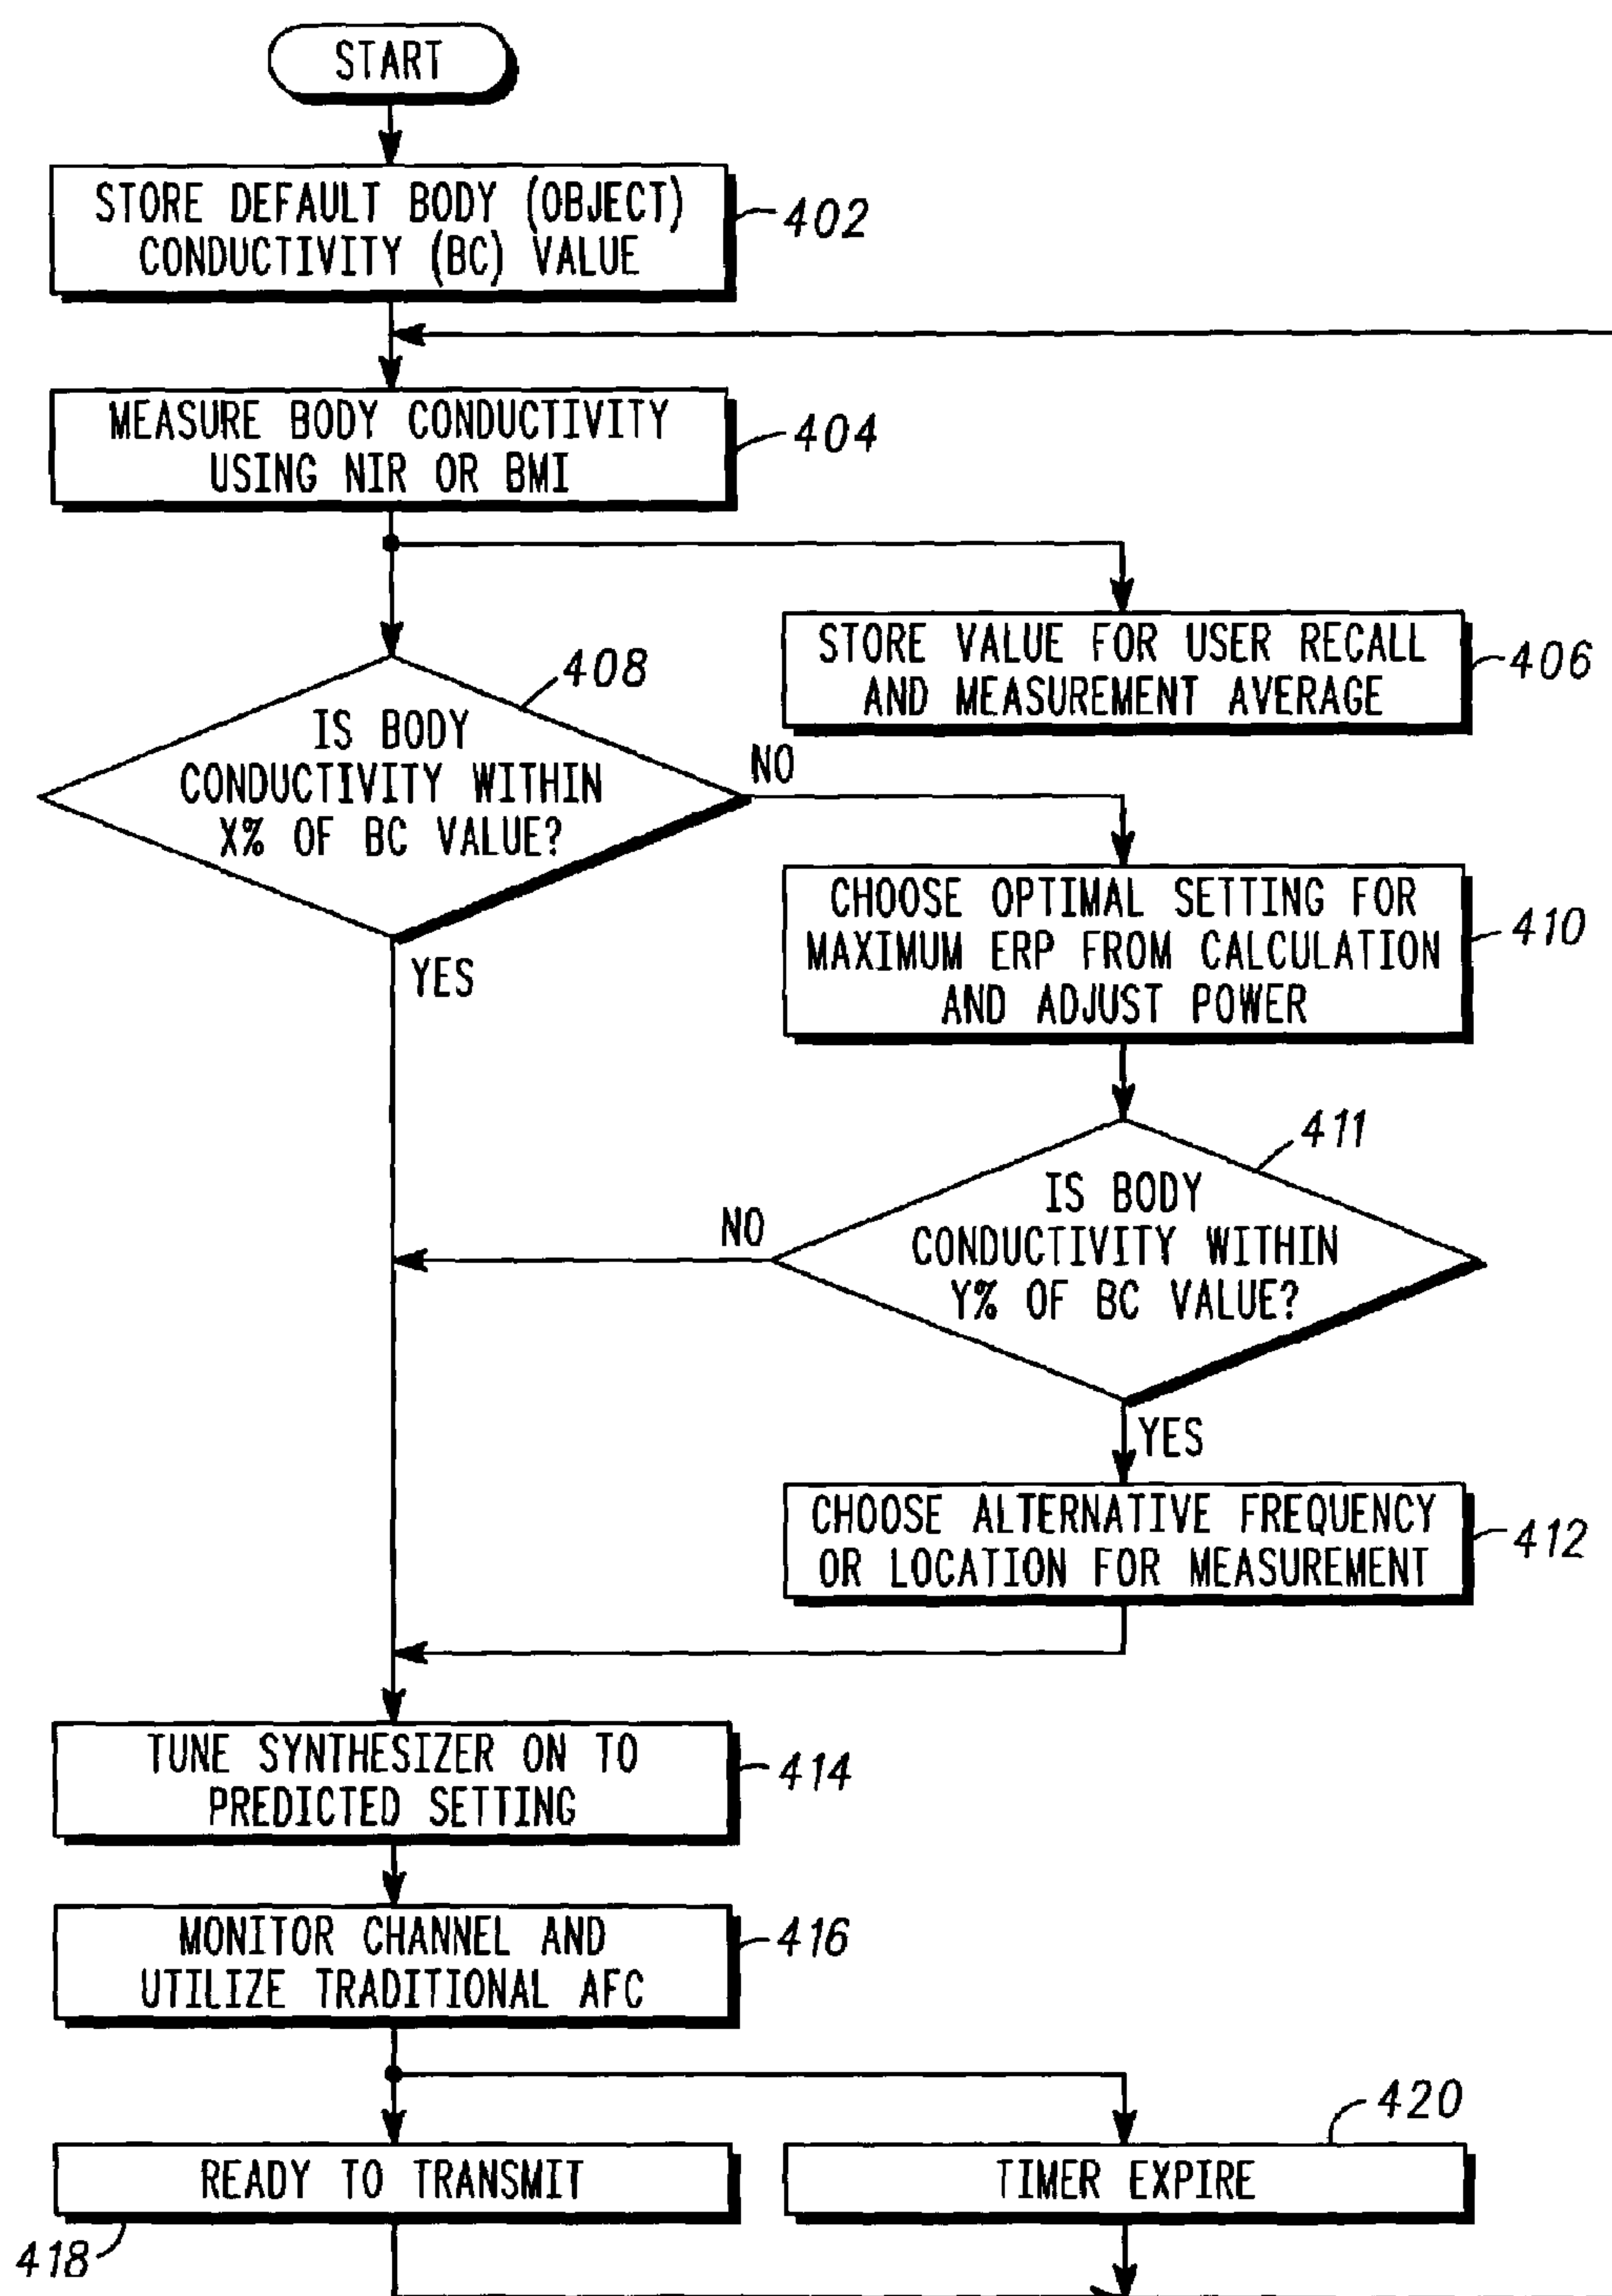 START
STORE DEFAULT BODY (OBJECT)
CONDUCTIVITY (BC) VALUE
402
MEASURE BODY CONDUCTIVITY
USING NIR OR BMI
404
STORE VALUE FOR USER RECALL
AND MEASUREMENT AVERAGE
406
408
IS BODY
CONDUCTIVITY WITHIN
X% OF BC VALUE?
NO
YES
CHOOSE OPTIMAL SETTING FOR
MAXIMUM ERP FROM CALCULATION
AND ADJUST POWER
410
411
IS BODY
CONDUCTIVITY WITHIN
Y% OF BC VALUE?
NO
YES
CHOOSE ALTERNATIVE FREQUENCY
OR LOCATION FOR MEASUREMENT
412
TUNE SYNTHESIZER ON TO
PREDICTED SETTING
414
MONITOR CHANNEL AND
UTILIZE TRADITIONAL AFC
416
READY TO TRANSMIT
418
420
TIMER EXPIRE